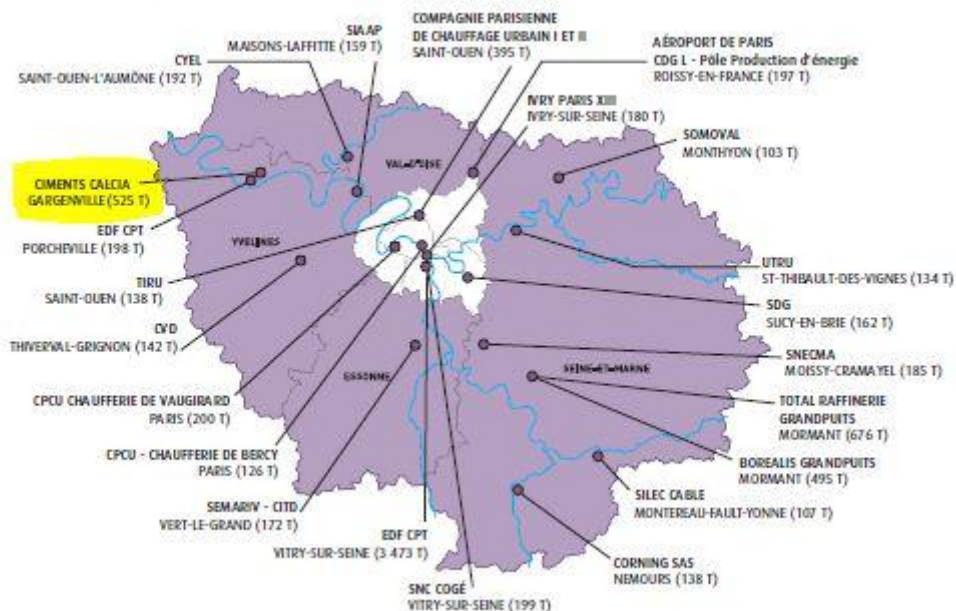 COMPAGNIE PARISIENNE
DE CHAUFFAGE URBAIN I ET II
SAINT-OUEN (395 T)
SIAAP
MAISONS-LAFFITTE (159 T)
CYEL
SAINT-OUEN-L'AUMÔNE (192 T)
AÉROPORT DE PARIS
CDG L - Pôle Production d'énergie
ROISSY-EN-FRANCE (197 T)
IVRY PARIS XIII
IVRY-SUR-SEINE (180 T)
SOMOVAL
MONTHYON (103 T)
VAL-D'OISE
CIMENTS CALCIA
GARGENVILLE (525 T)
EDF CPT
PORCHEVILLE (198 T)
YVELINES
TIRU
SAINT-OUEN (138 T)
UTRU
ST-THIBAULT-DES-VIGNES (134 T)
SDG
SUCY-EN-BRIE (162 T)
CVD
THIVERVAL-GRIGNON (142 T)
SNECMA
MOISSY-CRAMAYEL (185 T)
ESSONNE
SEINE-ET-MARNE
CPCU CHAUFFERIE DE VAUGIRARD
PARIS (200 T)
TOTAL RAFFINERIE
GRANDPUITS
MORMANT (676 T)
CPCU - CHAUFFERIE DE BERCY
PARIS (126 T)
BOREALIS GRANDPUITS
MORMANT (495 T)
SEMARIV - CITD
VERT-LE-GRAND (172 T)
SILEC CABLE
MONTEREAU-FAULT-YONNE (107 T)
EDF CPT
VITRY-SUR-SEINE (3 473 T)
CORNING SAS
NEMOURS (138 T)
SNC COGÉ
VITRY-SUR-SEINE (199 T)